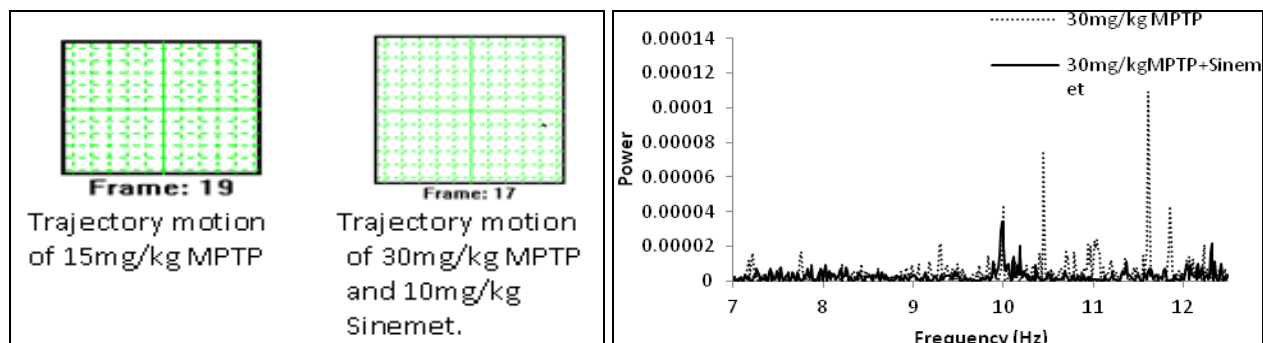 Frame: 19
Trajectory motion
of 15mg/kg MPTP
Frame: 17
Trajectory motion
of 30mg/kg MPTP
and 10mg/kg
Sinemet.
30mg/kg MPTP
30mg/kgMPTP+Sinem
et
Power
0.00014
0.00012
0.0001
0.00008
0.00006
0.00004
0.00002
0
7 8 9 10 11 12
Frequency (Hz)